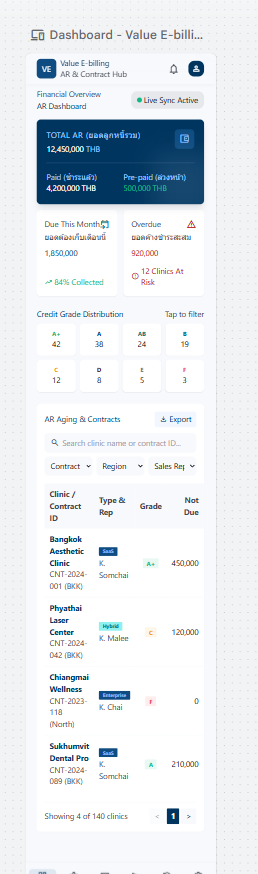 Dashboard - Value E-billi...
VE
Value E-billing
AR & Contract Hub
Financial Overview
AR Dashboard
Live Sync Active
TOTAL AR (ยอดลูกหนี้รวม)
12,450,000 THB
Paid (ชำระแล้ว)
Pre-paid (ล่วงหน้า)
4,200,000 THB
500,000 THB
Due This Month
ยอดต้องเก็บเดือนนี้
1,850,000
84% Collected
Overdue
ยอดค้างชำระสะสม
920,000
12 Clinics At
Risk
Credit Grade Distribution
Tap to filter
A+ A AB B
42 38 24 19
C D E F
12 8 5 3
AR Aging & Contracts
Export
Search clinic name or contract ID...
Contract Region Sales Rep
Clinic / Contract ID
Type & Rep
Grade
Not Due
Bangkok
Aesthetic
Clinic
CNT-2024-
001 (BKK)
SaaS
K.
Somchai
A+
450,000
Phyathai
Laser
Center
CNT-2024-
042 (BKK)
Hybrid
K. Malee
C
120,000
Chiangmai
Wellness
CNT-2023-
118
(North)
Enterprise
K. Chai
F
0
Sukhumvit
Dental Pro
CNT-2024-
089 (BKK)
SaaS
K.
Somchai
A
210,000
Showing 4 of 140 clinics
< 1 >